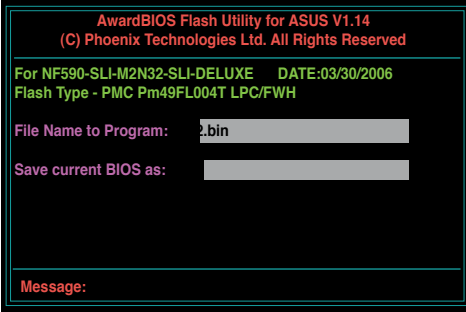 AwardBIOS Flash Utility for ASUS V1.14
(C) Phoenix Technologies Ltd. All Rights Reserved
For NF590-SLI-M2N32-SLI-DELUXE DATE:03/30/2006
Flash Type - PMC Pm49FL004T LPC/FWH
File Name to Program: 2.bin
Save current BIOS as:
Message: